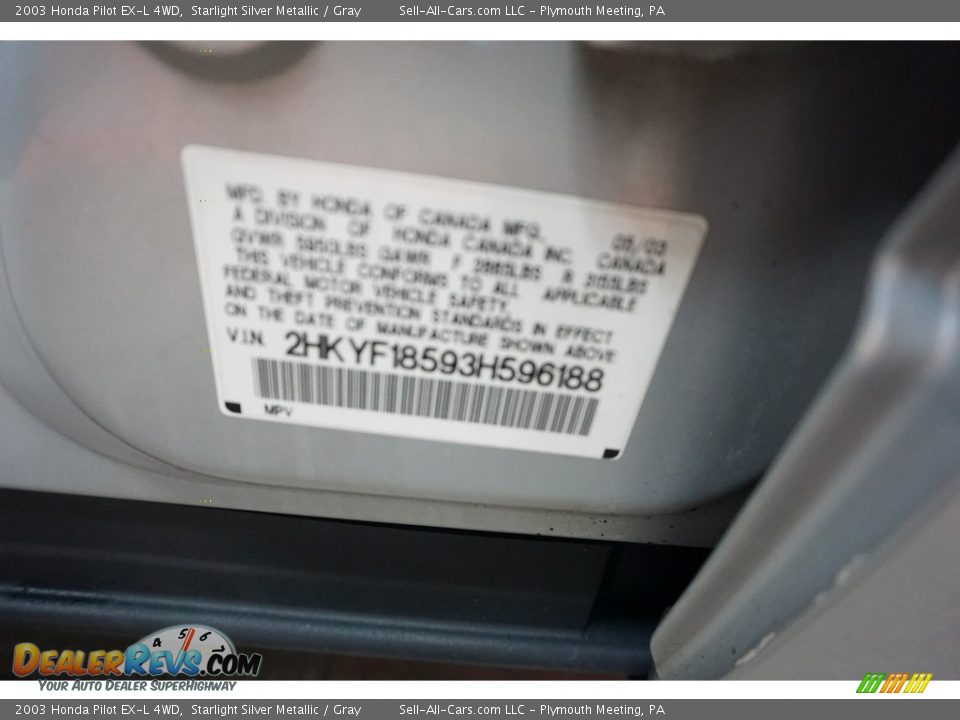 2003 Honda Pilot EX-L 4WD, Starlight Silver Metallic / Gray Sell-All-Cars.com LLC - Plymouth Meeting, PA
MFD. BY HONDA OF CANADA MFG.,
A DIVISION OF HONDA CANADA INC. 05/03
GVWR 5950LBS GAWR F 2865LBS R 3155LBS CANADA
THIS VEHICLE CONFORMS TO ALL APPLICABLE
FEDERAL MOTOR VEHICLE SAFETY
AND THEFT PREVENTION STANDARDS IN EFFECT
ON THE DATE OF MANUFACTURE SHOWN ABOVE
V.I.N. 2HKYF18593H596188
MPV
4 5 6
DealerRevs.com
Your Auto Dealer SuperHighway
2003 Honda Pilot EX-L 4WD, Starlight Silver Metallic / Gray Sell-All-Cars.com LLC - Plymouth Meeting, PA